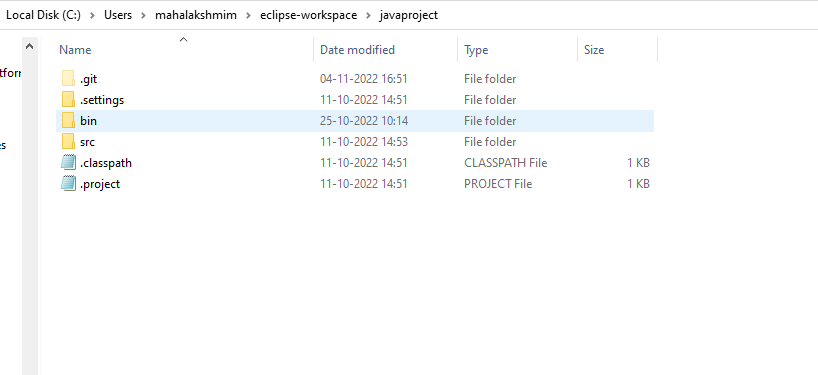 Local Disk (C:) > Users > mahalakshmim > eclipse-workspace > javaproject
Name Date modified Type Size
.git 04-11-2022 16:51 File folder
.settings 11-10-2022 14:51 File folder
bin 25-10-2022 10:14 File folder
src 11-10-2022 14:53 File folder
.classpath 11-10-2022 14:51 CLASSPATH File 1 KB
.project 11-10-2022 14:51 PROJECT File 1 KB